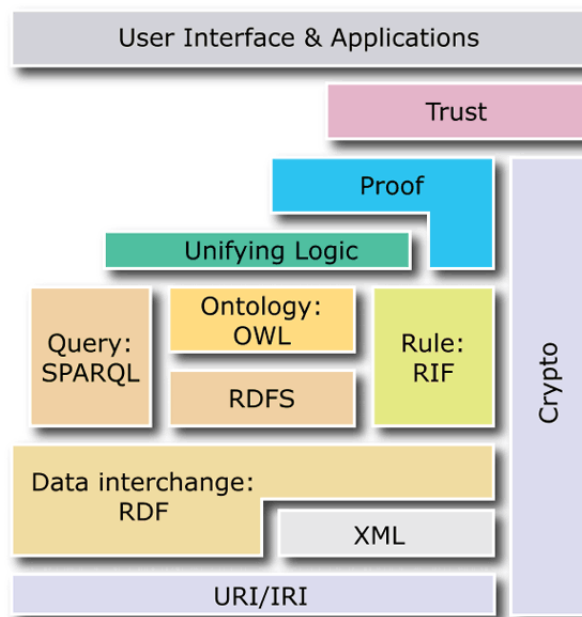 User Interface & Applications
Trust
Proof
Unifying Logic
Query:
SPARQL
Ontology:
OWL
Rule:
RIF
RDFS
Crypto
Data interchange:
RDF
XML
URI/IRI